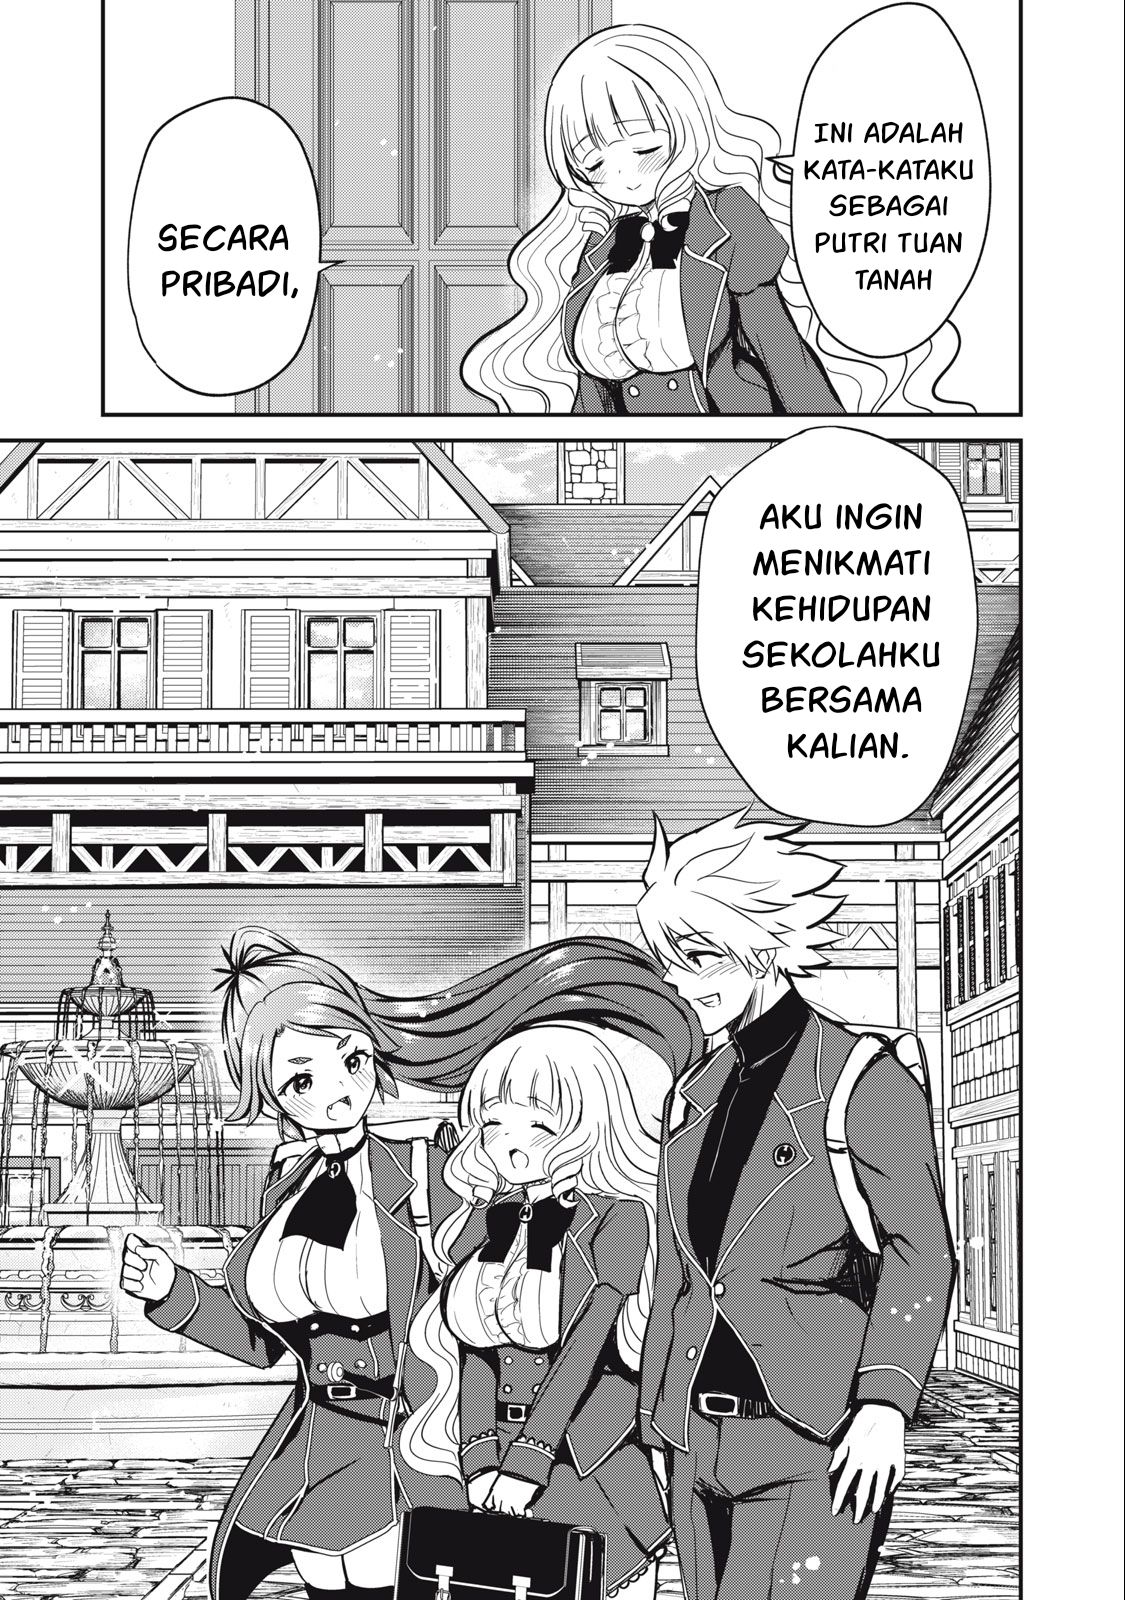 INI ADALAH
KATA-KATAKU
SEBAGAI
PUTRI TUAN
TANAH
SECARA
PRIBADI,
AKU INGIN
MENIKMATI
KEHIDUPAN
SEKOLAHKU
BERSAMA
KALIAN.